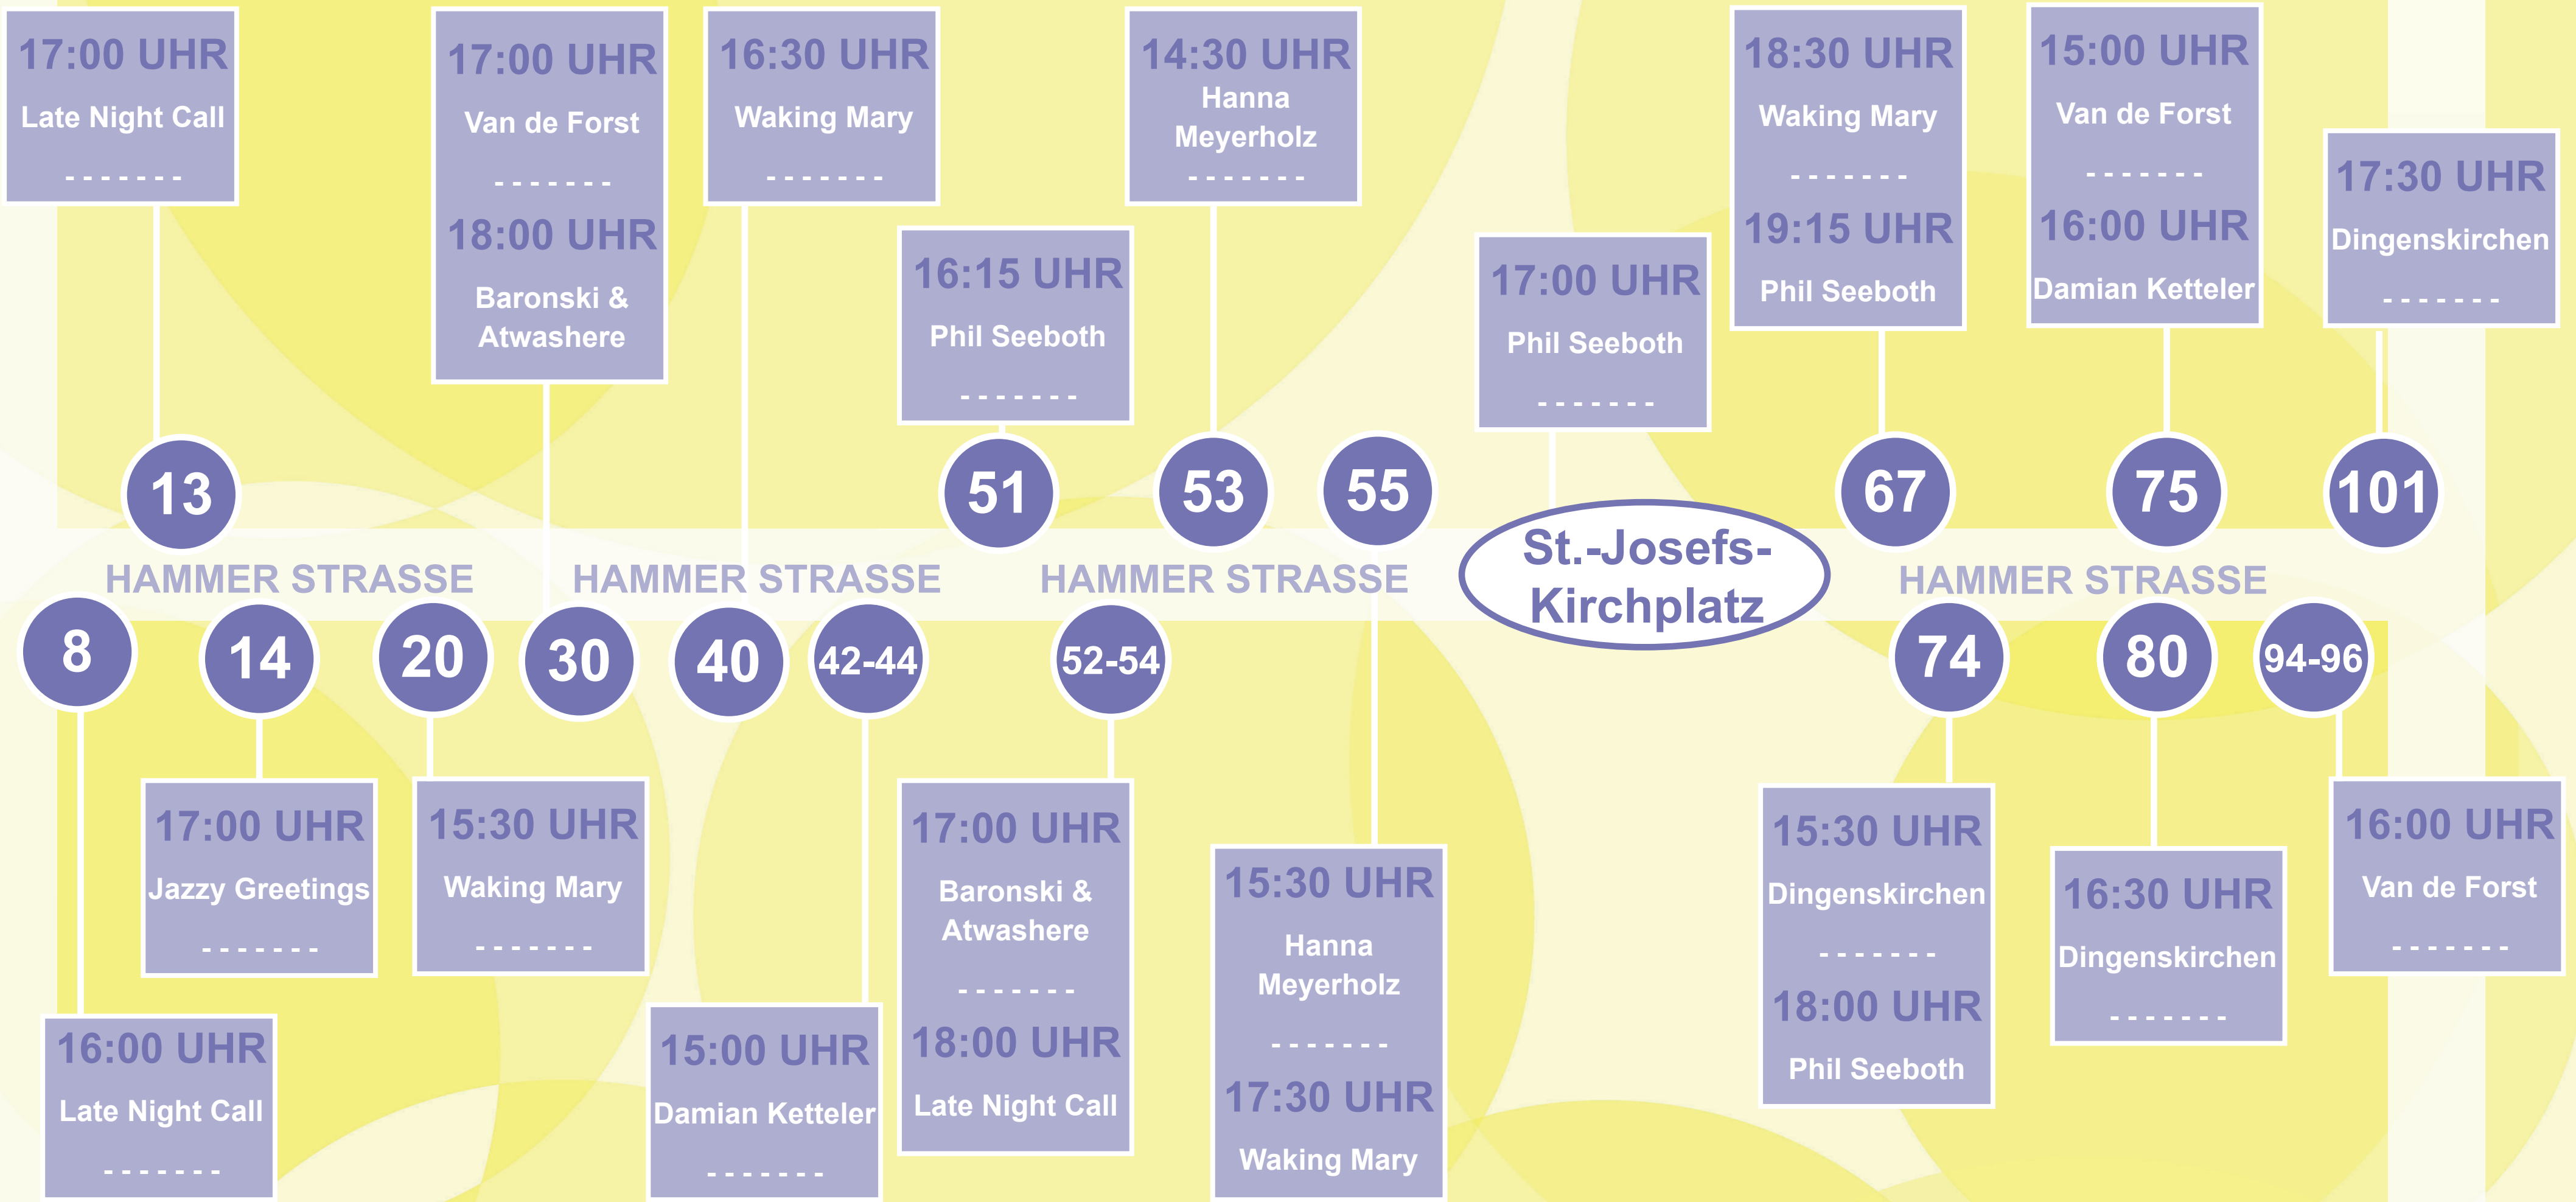 17:00 UHR
Late Night Call
- - - - - - -
17:00 UHR
Van de Forst
- - - - - - -
18:00 UHR
Baronski &
Atwashere
16:30 UHR
Waking Mary
- - - - - - -
16:15 UHR
Phil Seeboth
- - - - - - -
14:30 UHR
Hanna
Meyerholz
- - - - - - -
17:00 UHR
Phil Seeboth
- - - - - - -
18:30 UHR
Waking Mary
- - - - - - -
19:15 UHR
Phil Seeboth
15:00 UHR
Van de Forst
- - - - - - -
16:00 UHR
Damian Ketteler
17:30 UHR
Dingenskirchen
- - - - - - -
13
51
53
55
67
75
101
HAMMER STRASSE
HAMMER STRASSE
HAMMER STRASSE
St.-Josefs-
Kirchplatz
HAMMER STRASSE
8
14
20
30
40
42-44
52-54
74
80
94-96
16:00 UHR
Late Night Call
- - - - - - -
17:00 UHR
Jazzy Greetings
- - - - - - -
15:30 UHR
Waking Mary
- - - - - - -
15:00 UHR
Damian Ketteler
- - - - - - -
17:00 UHR
Baronski &
Atwashere
- - - - - - -
18:00 UHR
Late Night Call
15:30 UHR
Hanna
Meyerholz
- - - - - - -
17:30 UHR
Waking Mary
15:30 UHR
Dingenskirchen
- - - - - - -
18:00 UHR
Phil Seeboth
16:30 UHR
Dingenskirchen
- - - - - - -
16:00 UHR
Van de Forst
- - - - - - -